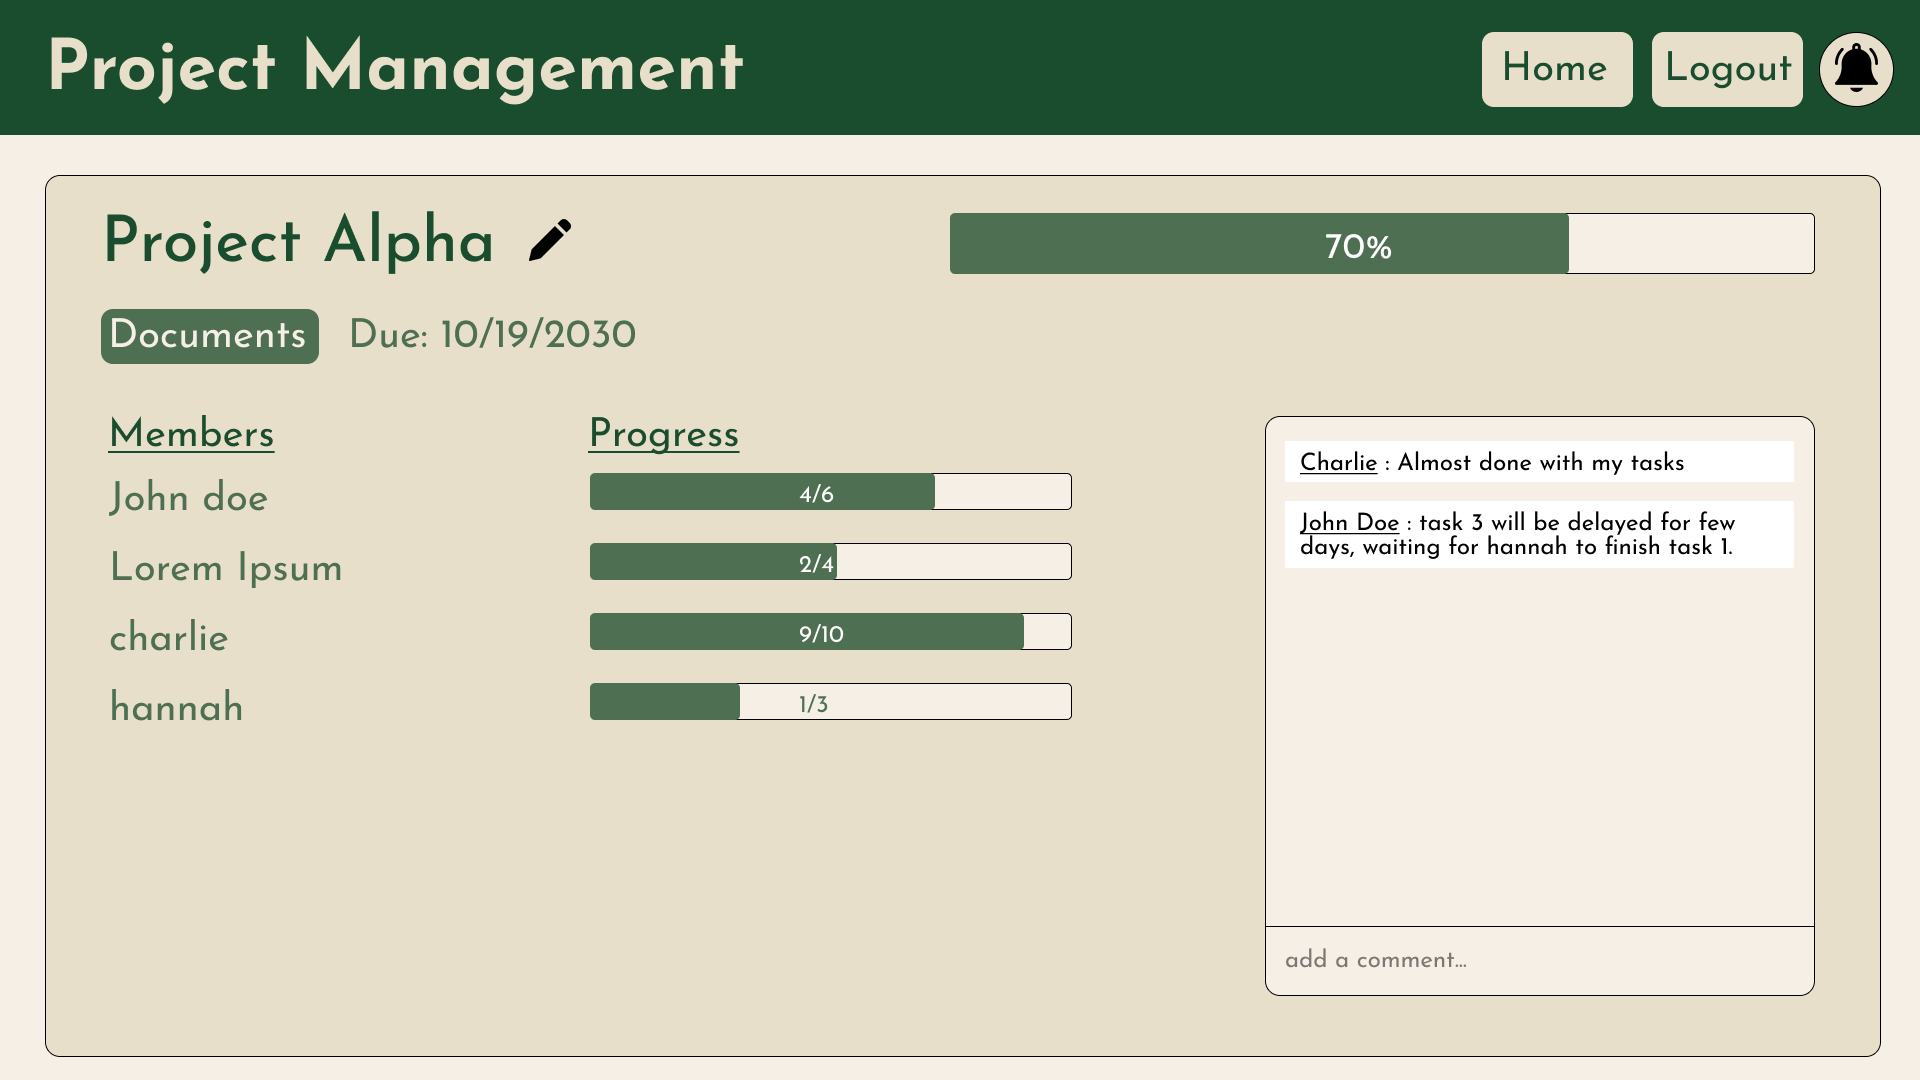 Project Management
Home
Logout
Project Alpha
70%
Documents
Due: 10/19/2030
Members
Progress
John doe
4/6
Lorem Ipsum
2/4
charlie
9/10
hannah
1/3
Charlie : Almost done with my tasks
John Doe : task 3 will be delayed for few
days, waiting for hannah to finish task 1.
add a comment...